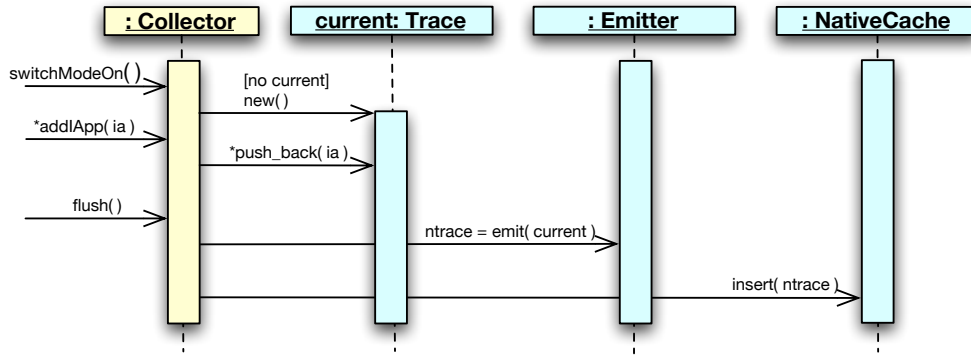 : Collector
current: Trace
: Emitter
: NativeCache
switchModeOn()
[no current]
new( )
*addIApp( ia )
*push_back( ia )
flush( )
ntrace = emit( current )
insert( ntrace )